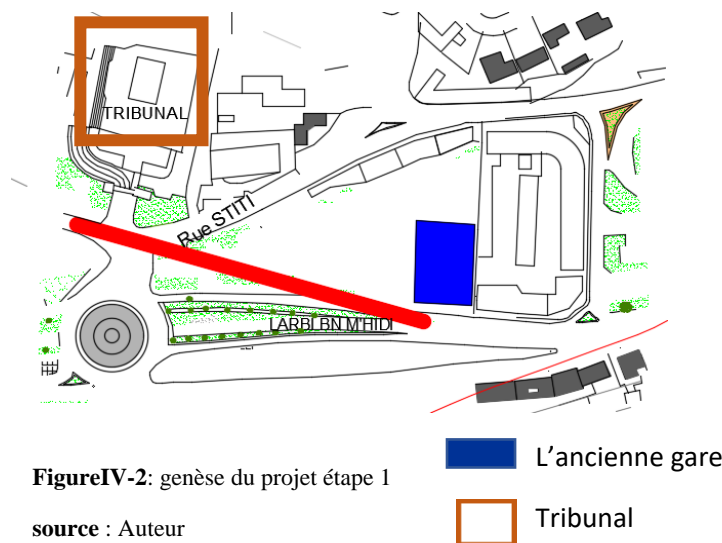 TRIBUNAL
Rue STITI
LARBI BN M'HIDI
FigureIV-2: genèse du projet étape 1
source : Auteur
L'ancienne gare
Tribunal